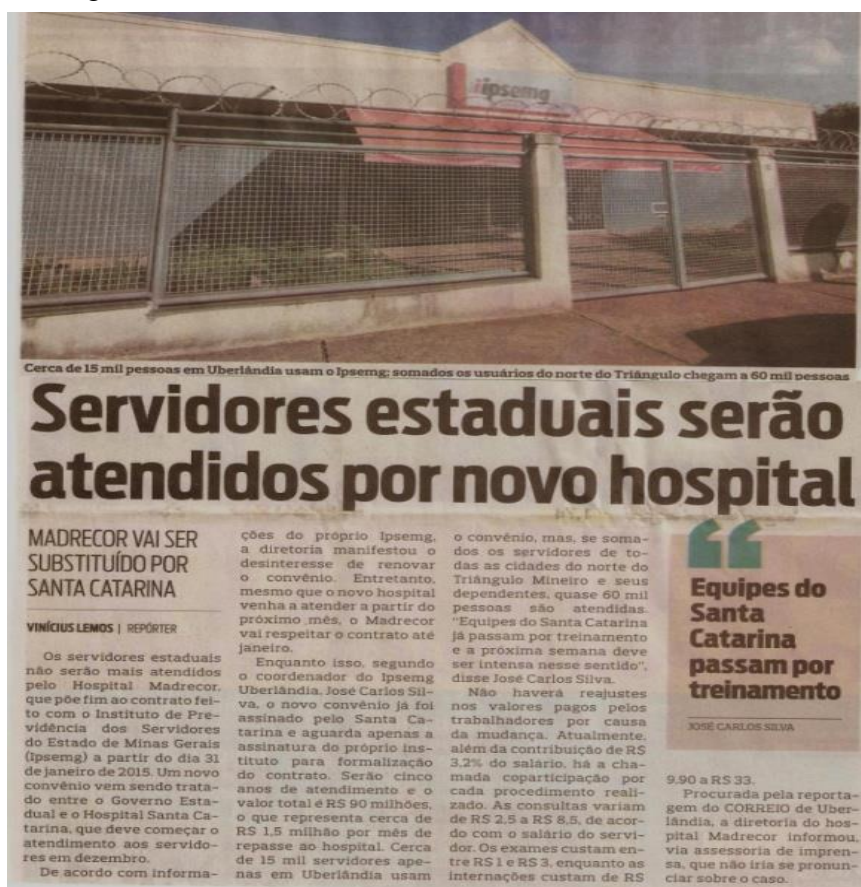 iipsemg
Cerca de 15 mil pessoas em Uberlândia usam o Ipsemg; somados os usuários do norte do Triângulo chegam a 60 mil pessoas
Servidores estaduais serão
atendidos por novo hospital
MADRECOR VAI SER
SUBSTITUÍDO POR
SANTA CATARINA
VINÍCIUS LEMOS | REPÓRTER
Os servidores estaduais
não serão mais atendidos
pelo Hospital Madrecor,
que põe fim ao contrato fei-
to com o Instituto de Pre-
vidência dos Servidores
do Estado de Minas Gerais
(Ipsemg) a partir do dia 31
de janeiro de 2015. Um novo
convênio vem sendo trata-
do entre o Governo Esta-
dual e o Hospital Santa Ca-
tarina, que deve começar o
atendimento aos servido-
res em dezembro.
De acordo com informa-
ções do próprio Ipsemg,
a diretoria manifestou o
desinteresse de renovar
o convênio. Entretanto,
mesmo que o novo hospital
venha a atender a partir do
próximo mês, o Madrecor
vai respeitar o contrato até
janeiro.
Enquanto isso, segundo
o coordenador do Ipsemg
Uberlândia, José Carlos Sil-
va, o novo convênio já foi
assinado pelo Santa Ca-
tarina e aguarda apenas a
assinatura do próprio ins-
tituto para formalização
do contrato. Serão cinco
anos de atendimento e o
valor total é R$ 90 milhões,
o que representa cerca de
R$ 1,5 milhão por mês de
repasse ao hospital. Cerca
de 15 mil servidores ape-
nas em Uberlândia usam
o convênio, mas, se soma-
dos os servidores de to-
das as cidades do norte do
Triângulo Mineiro e seus
dependentes, quase 60 mil
pessoas são atendidas.
"Equipes do Santa Catarina
já passam por treinamento
e a próxima semana deve
ser intensa nesse sentido",
disse José Carlos Silva.
Não haverá reajustes
nos valores pagos pelos
trabalhadores por causa
da mudança. Atualmente,
além da contribuição de R$
3,2% do salário, há a cha-
mada coparticipação por
cada procedimento reali-
zado. As consultas variam
de R$ 2,5 a R$ 8,5, de acor-
do com o salário do servi-
dor. Os exames custam en-
tre R$ 1 e R$ 3, enquanto as
internações custam de R$
9,90 a R$ 33.
Procurada pela reporta-
gem do CORREIO de Uber-
lândia, a diretoria do hos-
pital Madrecor informou,
via assessoria de impren-
sa, que não iria se pronun-
ciar sobre o caso.
Equipes do
Santa
Catarina
passam por
treinamento
JOSÉ CARLOS SILVA